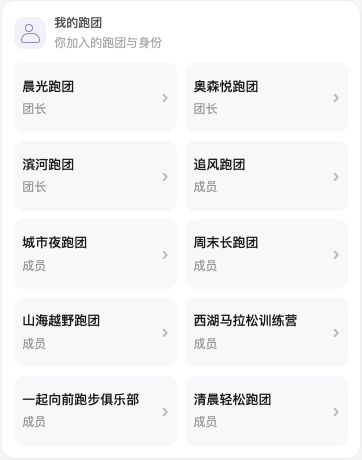 我的跑团
你加入的跑团与身份
晨光跑团
团长
奥森悦跑团
团长
滨河跑团
团长
追风跑团
成员
城市夜跑团
成员
周末长跑团
成员
山海越野跑团
成员
西湖马拉松训练营
成员
一起向前跑步俱乐部
成员
清晨轻松跑团
成员